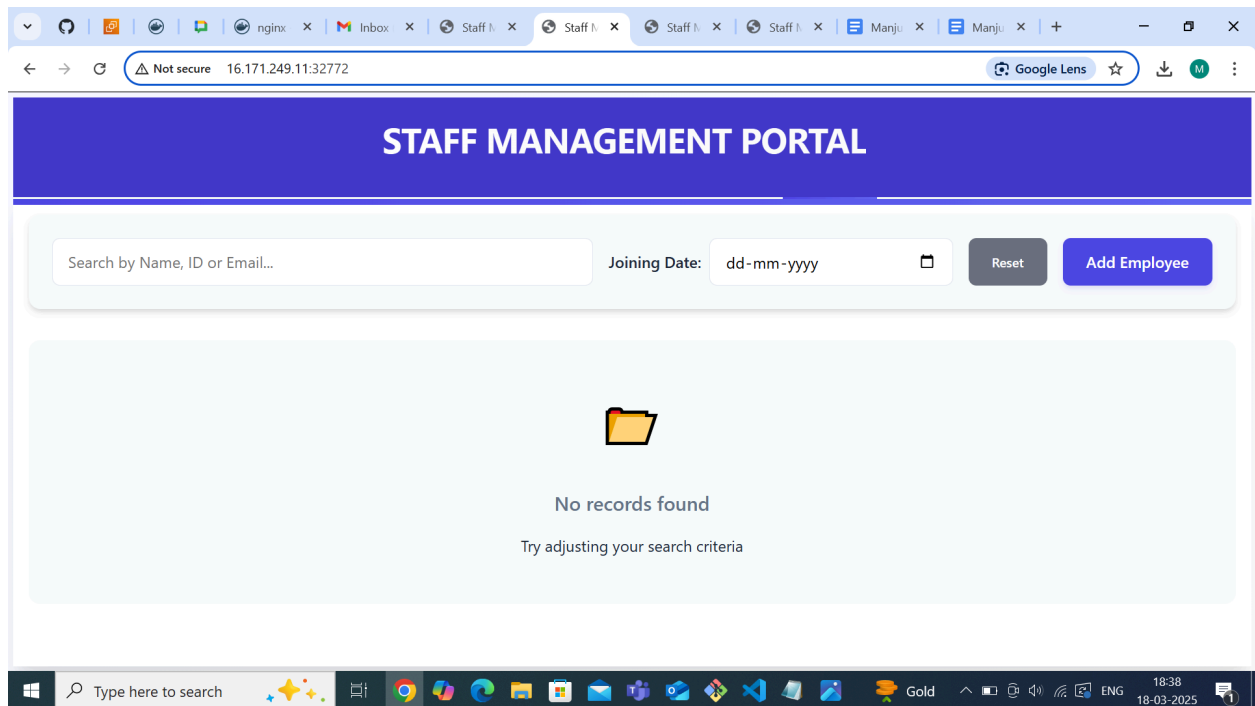 nginx
Inbox
Staff M
Staff M
Staff M
Staff M
Manju
Manju
Not secure 16.171.249.11:32772
Google Lens
M
STAFF MANAGEMENT PORTAL
Search by Name, ID or Email...
Joining Date:
dd-mm-yyyy
Reset
Add Employee
No records found
Try adjusting your search criteria
Type here to search
Gold
ENG
18:38
18-03-2025
1